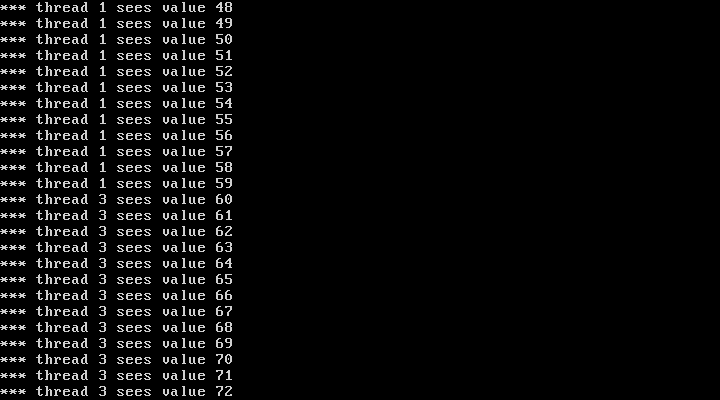 *** thread 1 sees value 48
*** thread 1 sees value 49
*** thread 1 sees value 50
*** thread 1 sees value 51
*** thread 1 sees value 52
*** thread 1 sees value 53
*** thread 1 sees value 54
*** thread 1 sees value 55
*** thread 1 sees value 56
*** thread 1 sees value 57
*** thread 1 sees value 58
*** thread 1 sees value 59
*** thread 3 sees value 60
*** thread 3 sees value 61
*** thread 3 sees value 62
*** thread 3 sees value 63
*** thread 3 sees value 64
*** thread 3 sees value 65
*** thread 3 sees value 66
*** thread 3 sees value 67
*** thread 3 sees value 68
*** thread 3 sees value 69
*** thread 3 sees value 70
*** thread 3 sees value 71
*** thread 3 sees value 72